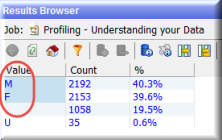 Results Browser
Job: Profiling - Understanding your Data
Value Count %
M 2192 40.3%
F 2153 39.6%
1058 19.5%
U 35 0.6%